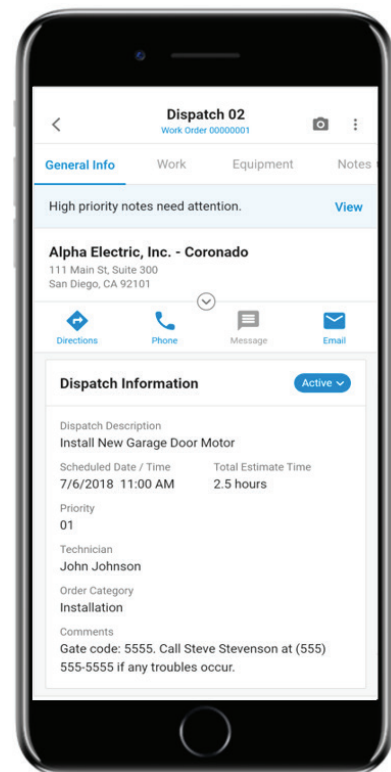 Dispatch 02
Work Order 00000001
General Info Work Equipment Notes
High priority notes need attention. View
Alpha Electric, Inc. - Coronado
111 Main St, Suite 300
San Diego, CA 92101
Directions Phone Message Email
Dispatch Information Active
Dispatch Description
Install New Garage Door Motor
Scheduled Date / Time Total Estimate Time
7/6/2018 11:00 AM 2.5 hours
Priority
01
Technician
John Johnson
Order Category
Installation
Comments
Gate code: 5555. Call Steve Stevenson at (555)
555-5555 if any troubles occur.